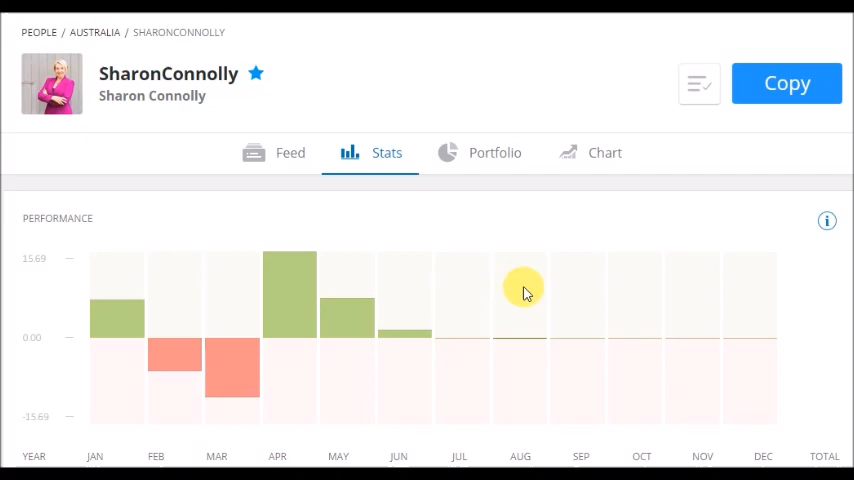 PEOPLE / AUSTRALIA / SHARONCONNOLLY
SharonConnolly
Sharon Connolly
Copy
Feed Stats Portfolio Chart
PERFORMANCE
15.69
0.00
-15.69
YEAR JAN FEB MAR APR MAY JUN JUL AUG SEP OCT NOV DEC TOTAL